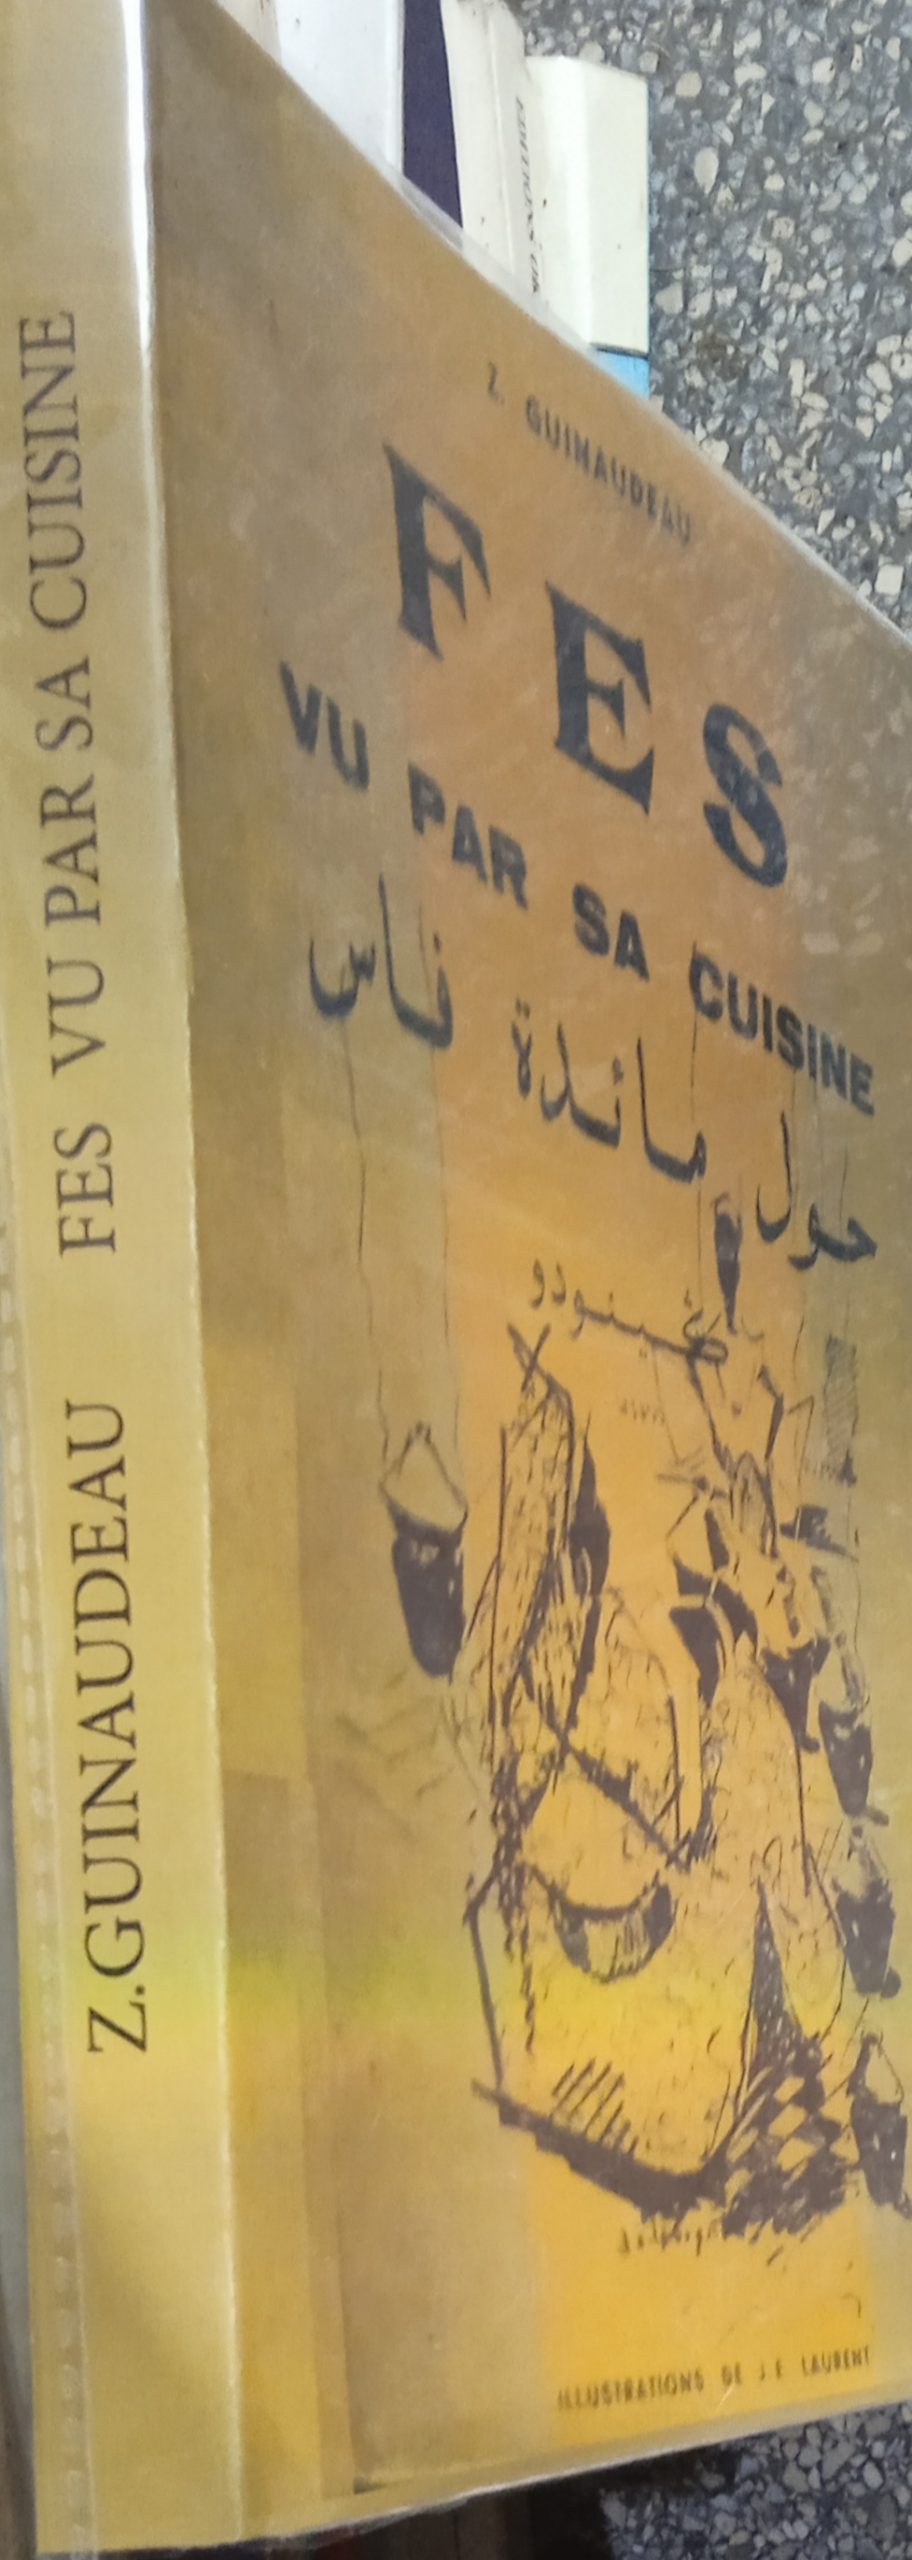 Z. GUINAUDEAU FES VU PAR SA CUISINE
Z. GUINAUDEAU
FES
VU PAR SA CUISINE
حول مائدة فاس
ILLUSTRATIONS DE J. E. LAURENT